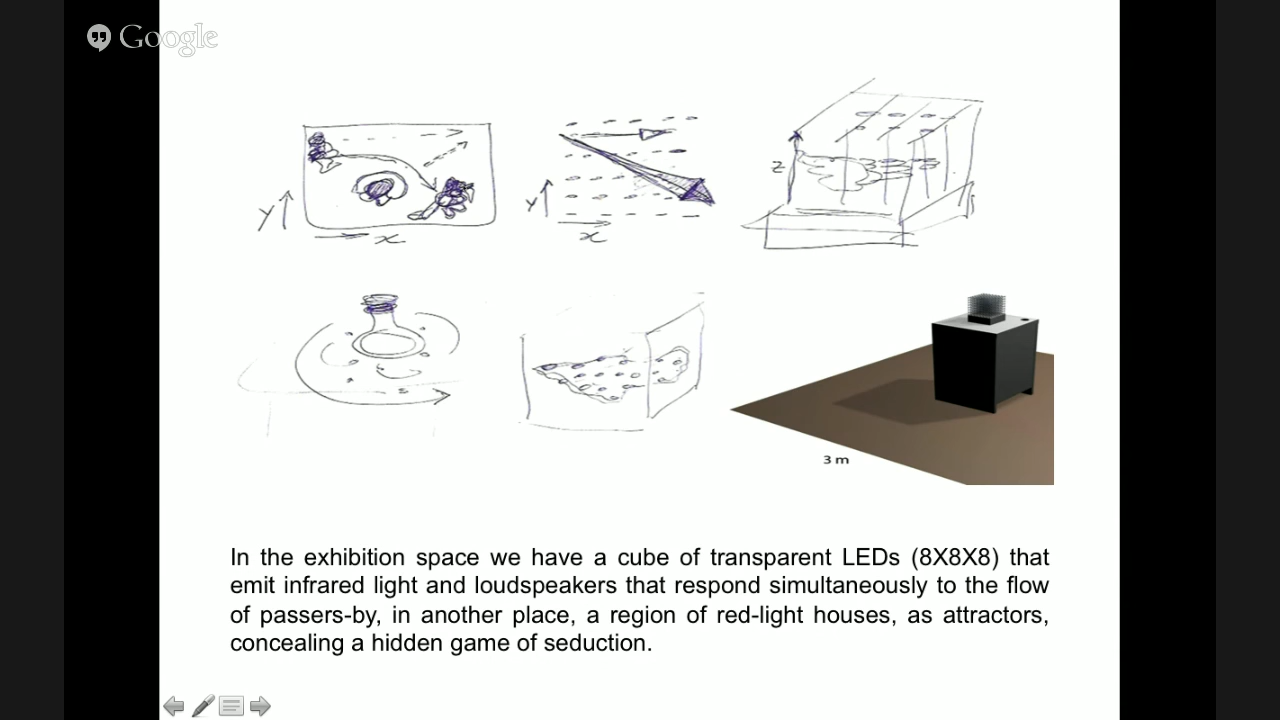 Google
Y
x
Y
x
Z
3 m
In the exhibition space we have a cube of transparent LEDs (8X8X8) that
emit infrared light and loudspeakers that respond simultaneously to the flow
of passers-by, in another place, a region of red-light houses, as attractors,
concealing a hidden game of seduction.